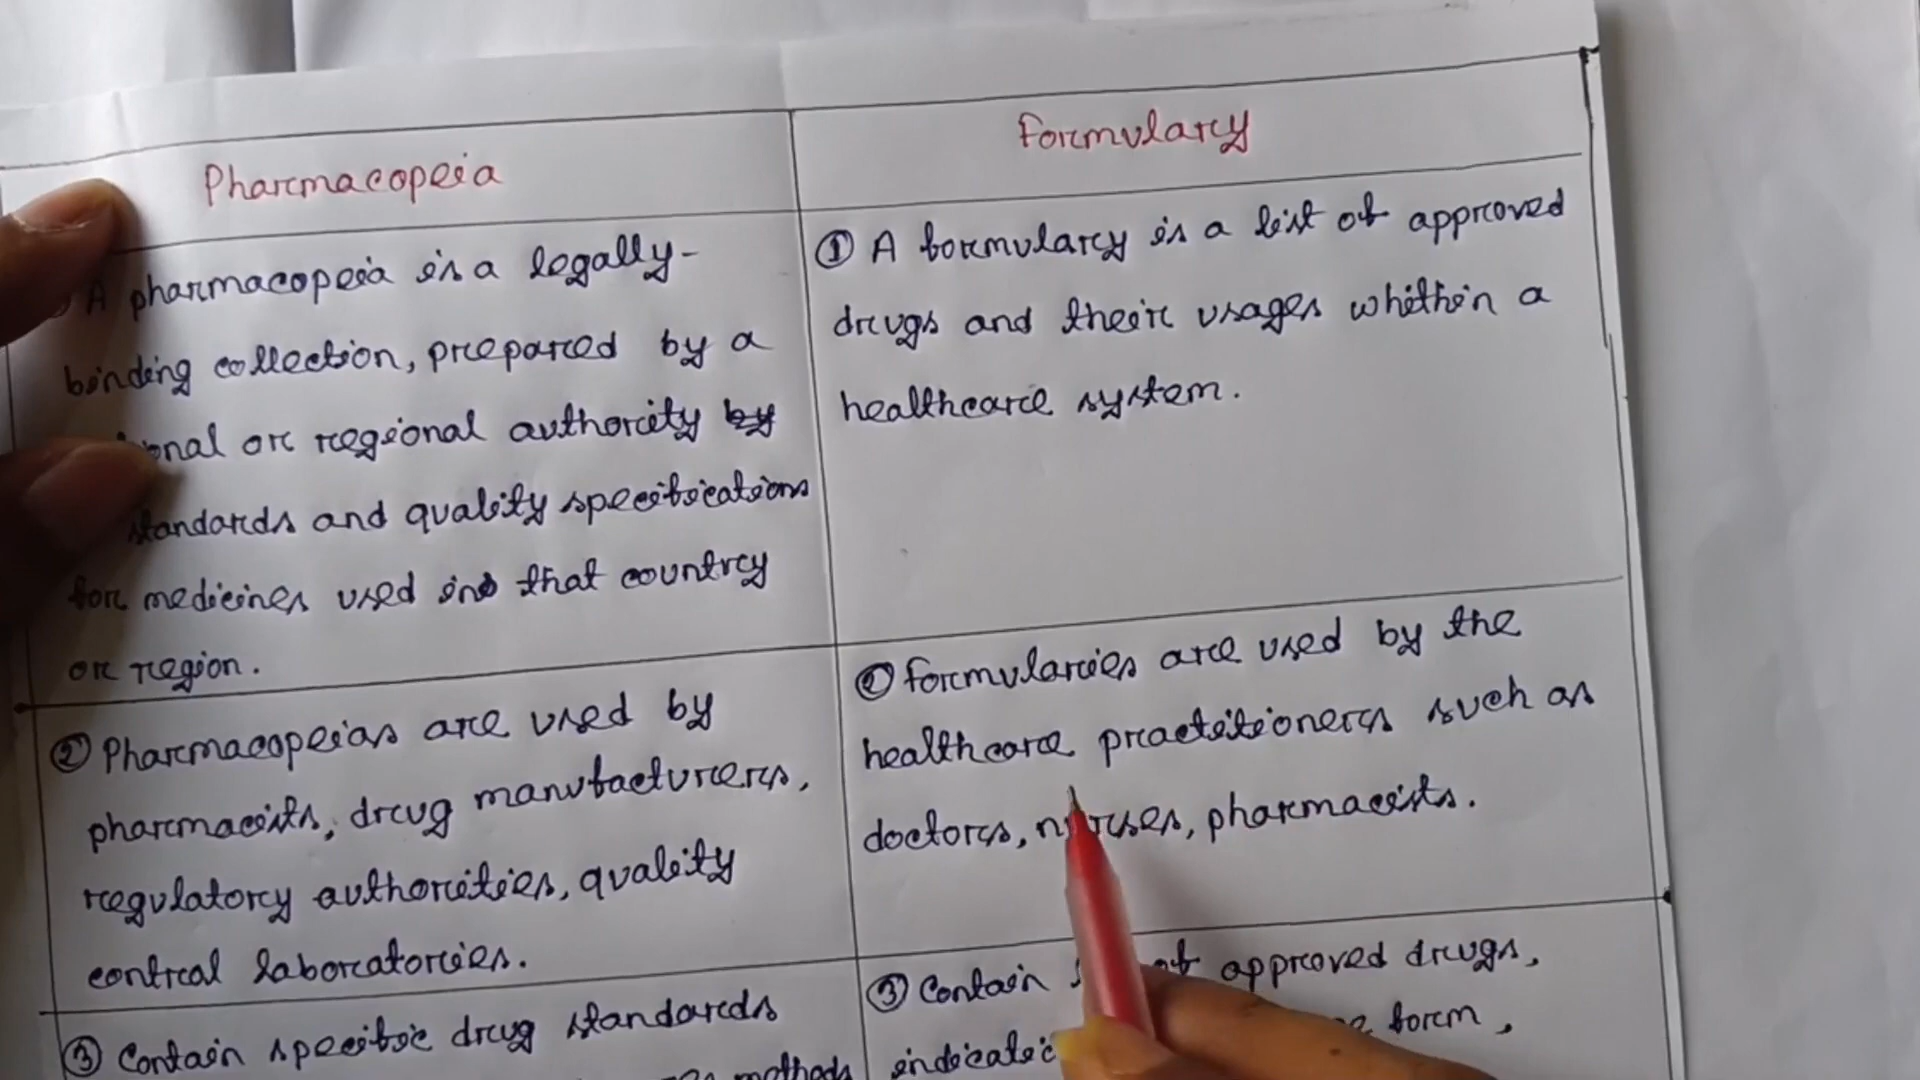 Pharmacopeia
A pharmacopeia is a legally-
binding collection, prepared by a
or regional authority by
standards and quality specifications
for medicines used in that country
or region.
② Pharmacopeias are used by
pharmacists, drug manufacturers,
regulatory authorities, quality
control laboratories.
③ Contain specific drug standards
methods
Formulary
① A formulary is a list of approved
drugs and their usages whithin a
healthcare system.
② Formularies are used by the
healthcare practitioners such as
doctors, nurses, pharmacists.
③ Contain of approved drugs,
form,